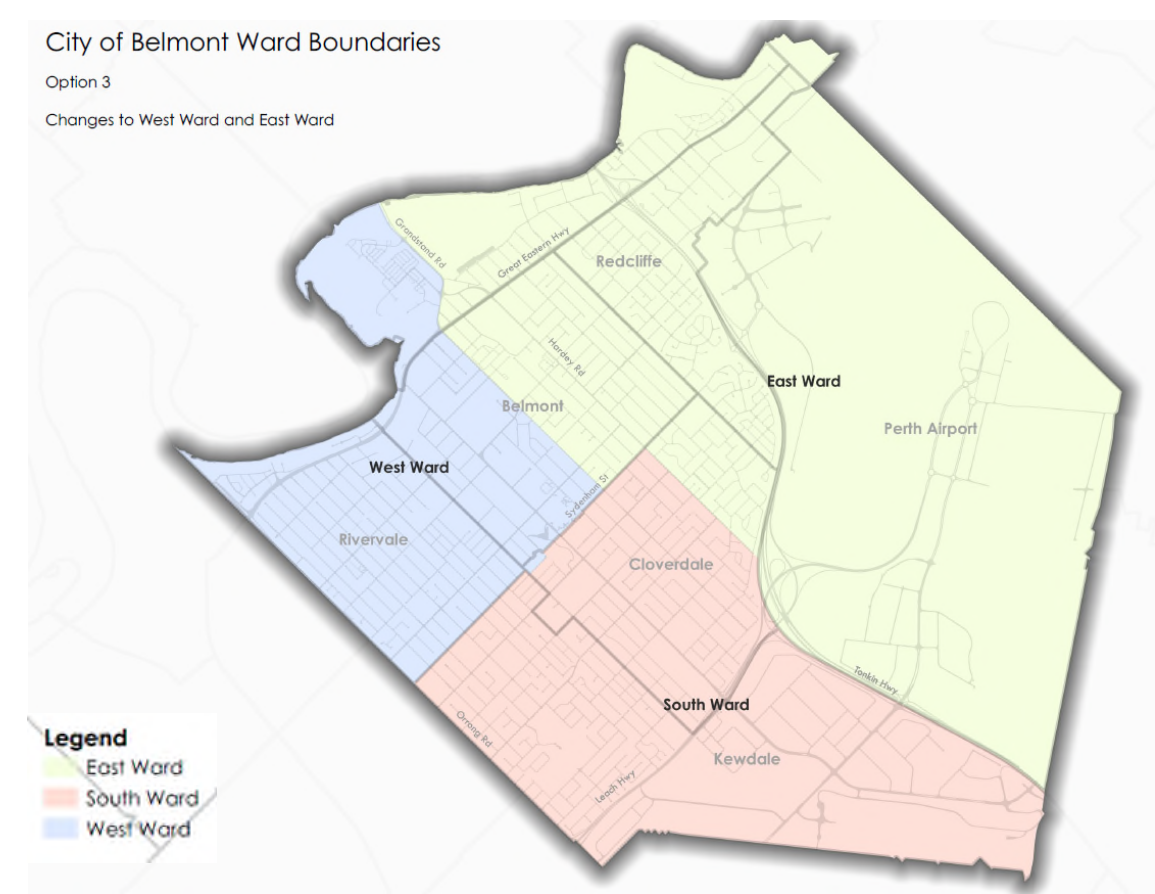 City of Belmont Ward Boundaries
Option 3
Changes to West Ward and East Ward
Grandstand Rd
Great Eastern Hwy
Redcliffe
Hardey Rd
East Ward
Belmont
Perth Airport
West Ward
Sydenham St
Rivervale
Cloverdale
Tonkin Hwy
South Ward
Orrong Rd
Kewdale
Leach Hwy
Legend
East Ward
South Ward
West Ward